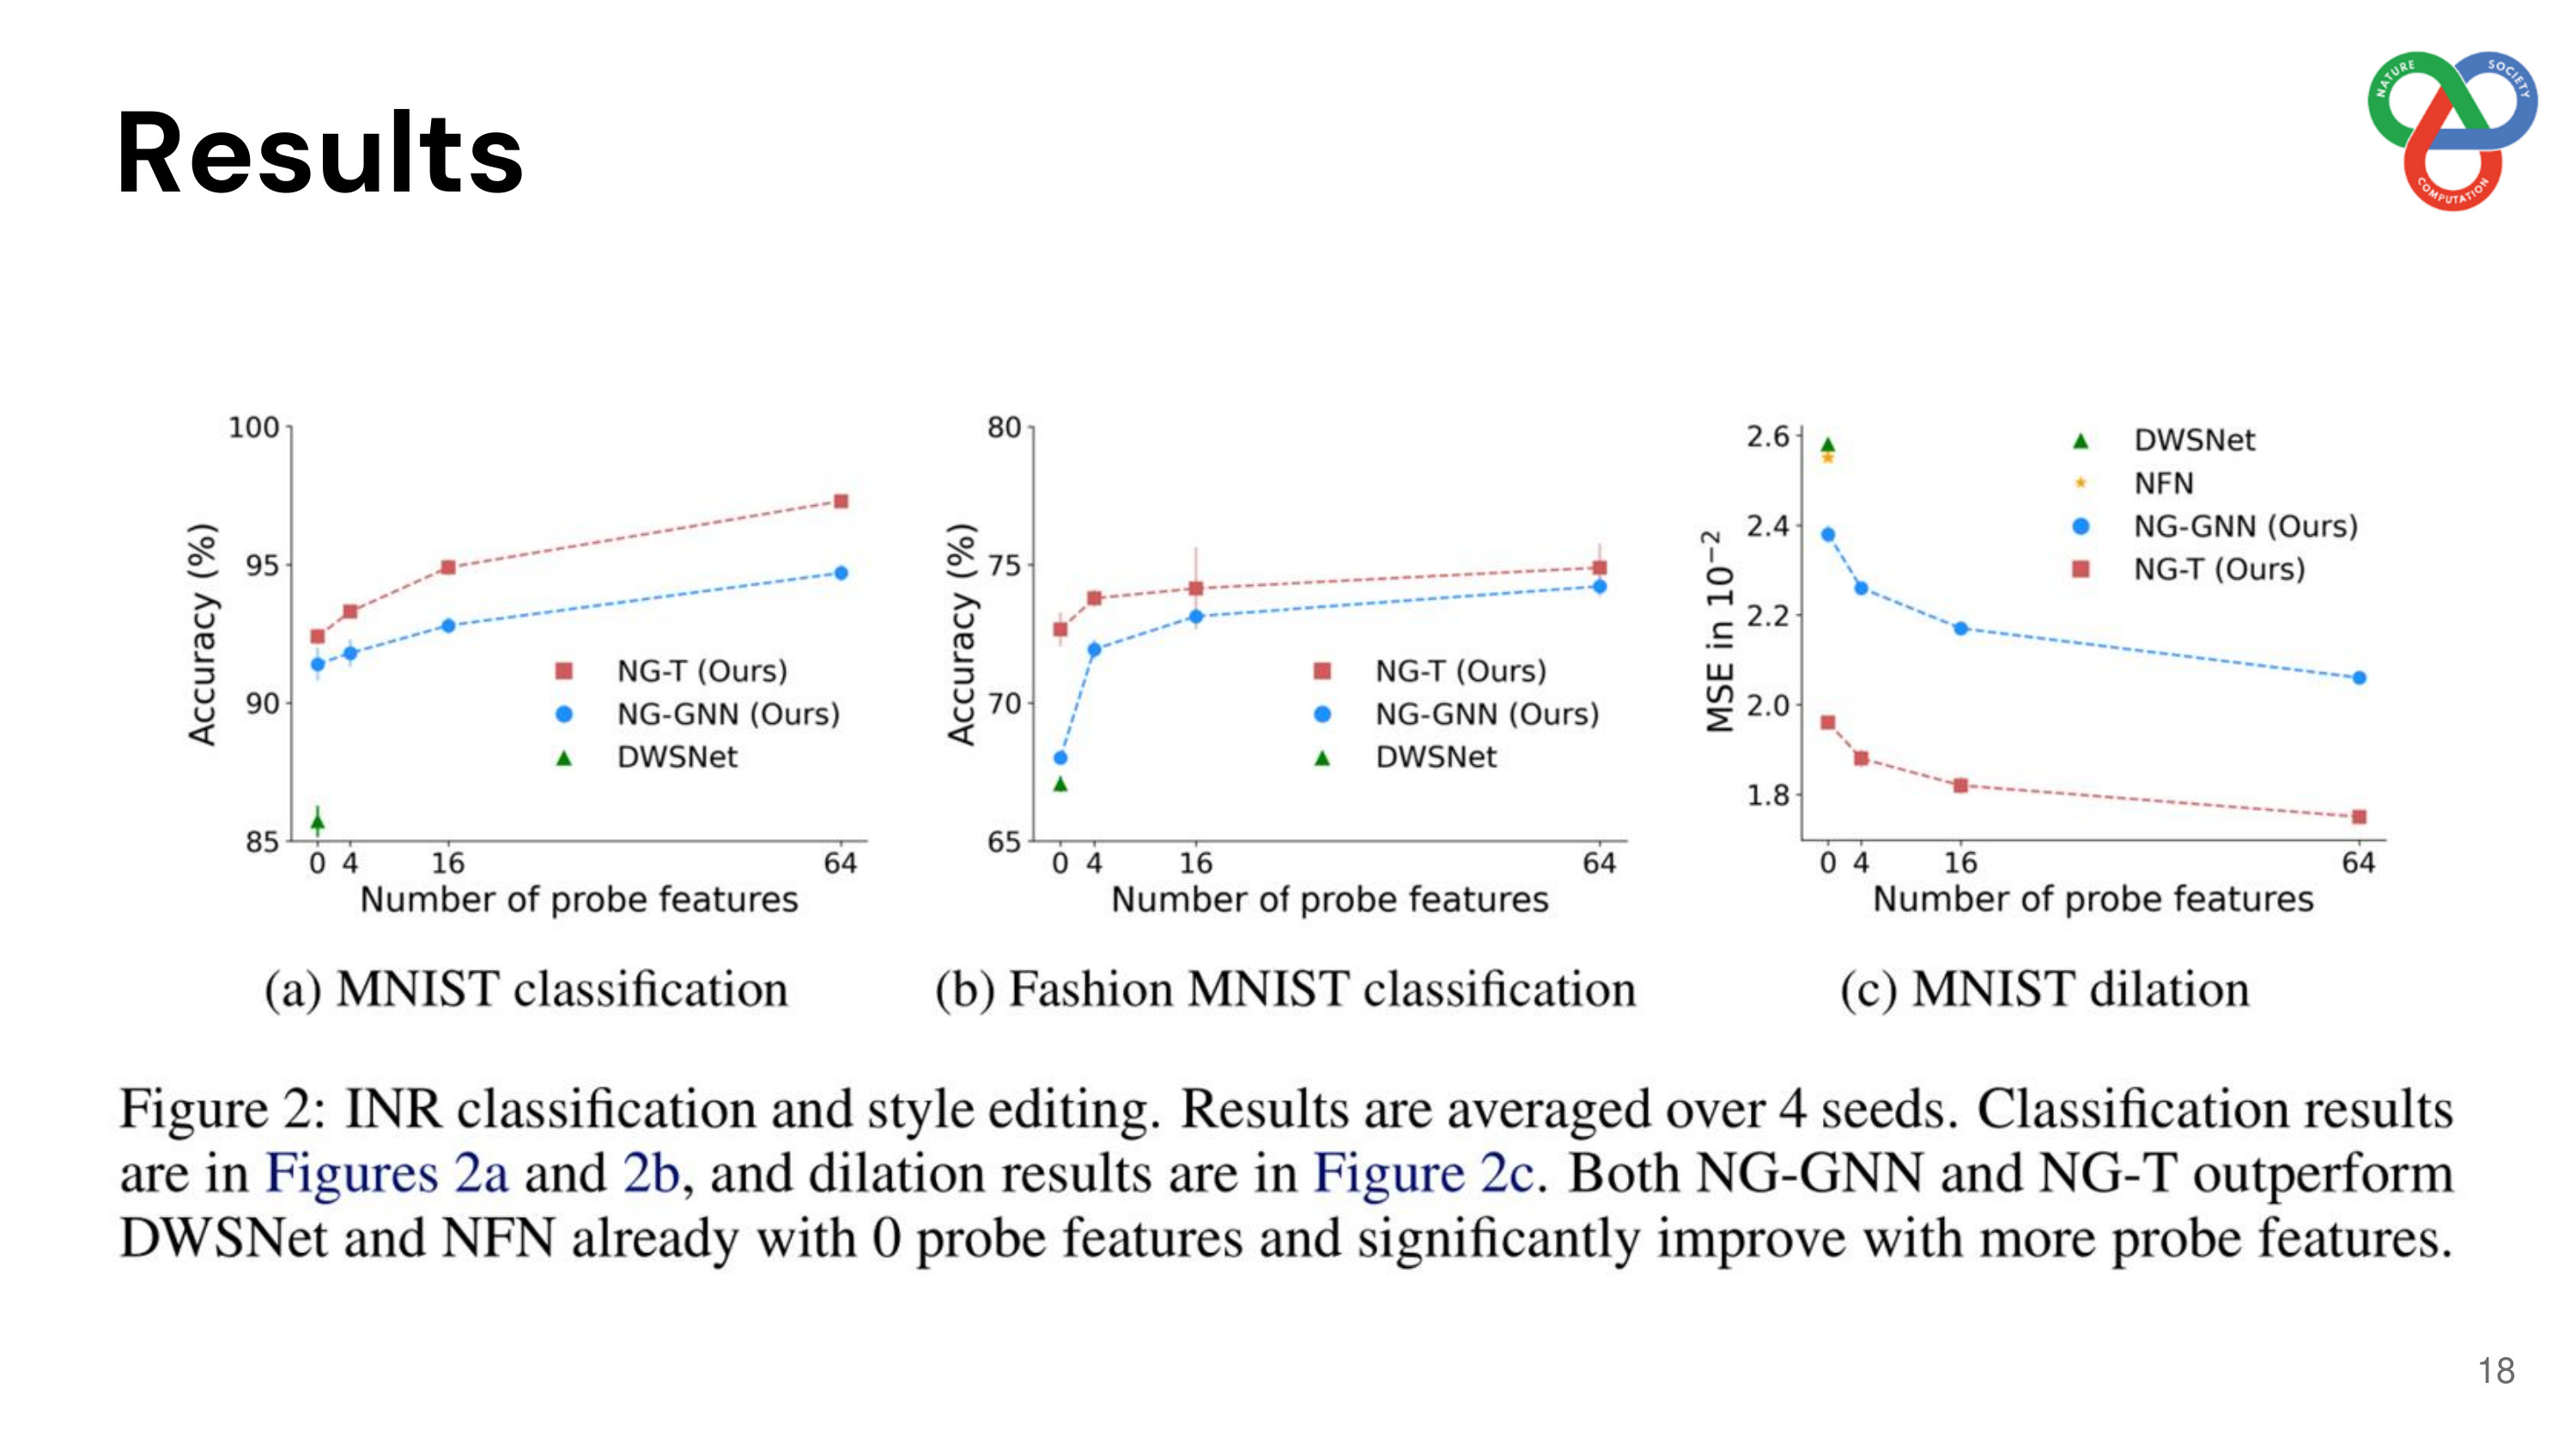 Results
NATURE
SOCIETY
COMPUTATION
100
95
90
85
Accuracy (%)
NG-T (Ours)
NG-GNN (Ours)
DWSNet
0 4 16 64
Number of probe features
(a) MNIST classification
80
75
70
65
Accuracy (%)
NG-T (Ours)
NG-GNN (Ours)
DWSNet
0 4 16 64
Number of probe features
(b) Fashion MNIST classification
2.6
2.4
2.2
2.0
1.8
MSE in 10⁻²
DWSNet
NFN
NG-GNN (Ours)
NG-T (Ours)
0 4 16 64
Number of probe features
(c) MNIST dilation
Figure 2: INR classification and style editing. Results are averaged over 4 seeds. Classification results
are in Figures 2a and 2b, and dilation results are in Figure 2c. Both NG-GNN and NG-T outperform
DWSNet and NFN already with 0 probe features and significantly improve with more probe features.
18